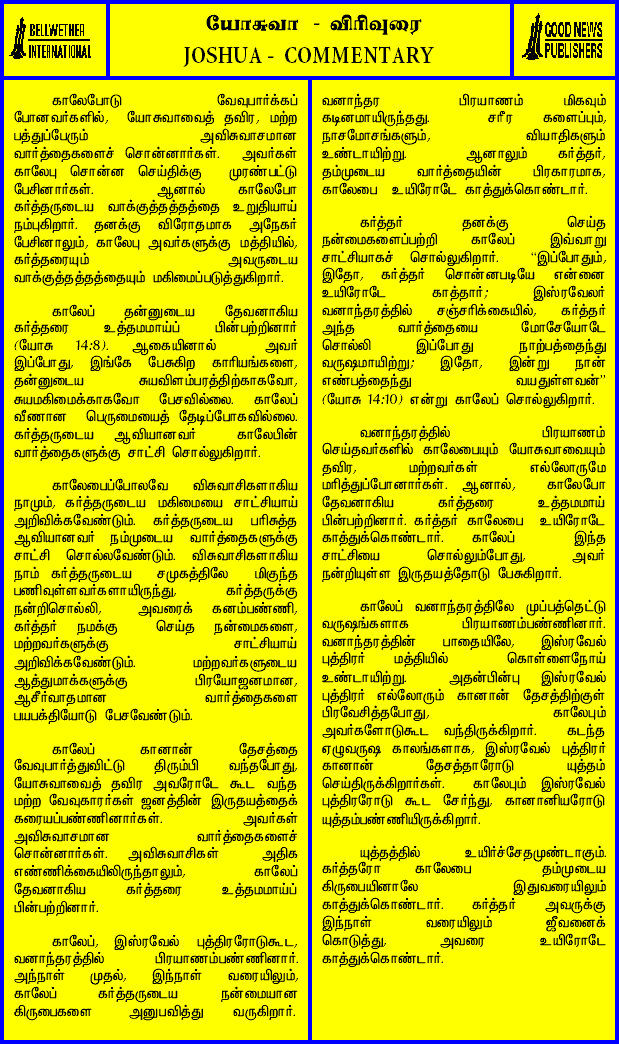 BELLWETHER
INTERNATIONAL
யோசுவா - விரிவுரை
JOSHUA - COMMENTARY
GOOD NEWS
PUBLISHERS
காலேபோடு வேவுபார்க்கப்
போனவர்களில், யோசுவாவைத் தவிர, மற்ற
பத்துப்பேரும் அவிசுவாசமான
வார்த்தைகளைச் சொன்னார்கள். அவர்கள்
காலேபு சொன்ன செய்திக்கு முரண்பட்டு
பேசினார்கள். ஆனால் காலேபோ
கர்த்தருடைய வாக்குத்தத்தத்தை உறுதியாய்
நம்புகிறார். தனக்கு விரோதமாக அநேகர்
பேசினாலும், காலேபு அவர்களுக்கு மத்தியில்,
கர்த்தரையும் அவருடைய
வாக்குத்தத்தத்தையும் மகிமைப்படுத்துகிறார்.
காலேப் தன்னுடைய தேவனாகிய
கர்த்தரை உத்தமமாய்ப் பின்பற்றினார்
(யோசு 14:8). ஆகையினால் அவர்
இப்போது, இங்கே பேசுகிற காரியங்களை,
தன்னுடைய சுயவிளம்பரத்திற்காகவோ,
சுயமகிமைக்காகவோ பேசவில்லை. காலேப்
வீணான பெருமையைத் தேடிப்போகவில்லை.
கர்த்தருடைய ஆவியானவர் காலேபின்
வார்த்தைகளுக்கு சாட்சி சொல்லுகிறார்.
காலேபைப்போலவே விசுவாசிகளாகிய
நாமும், கர்த்தருடைய மகிமையை சாட்சியாய்
அறிவிக்கவேண்டும். கர்த்தருடைய பரிசுத்த
ஆவியானவர் நம்முடைய வார்த்தைகளுக்கு
சாட்சி சொல்லவேண்டும். விசுவாசிகளாகிய
நாம் கர்த்தருடைய சமுகத்திலே மிகுந்த
பணிவுள்ளவர்களாயிருந்து, கர்த்தருக்கு
நன்றிசொல்லி, அவரைக் கனம்பண்ணி,
கர்த்தர் நமக்கு செய்த நன்மைகளை,
மற்றவர்களுக்கு சாட்சியாய்
அறிவிக்கவேண்டும். மற்றவர்களுடைய
ஆத்துமாக்களுக்கு பிரயோஜனமான,
ஆசீர்வாதமான வார்த்தைகளை
பயபக்தியோடு பேசவேண்டும்.
காலேப் கானான் தேசத்தை
வேவுபார்த்துவிட்டு திரும்பி வந்தபோது,
யோசுவாவைத் தவிர அவரோடே கூட வந்த
மற்ற வேவுகாரர்கள் ஜனத்தின் இருதயத்தைக்
கரையப்பண்ணினார்கள். அவர்கள்
அவிசுவாசமான வார்த்தைகளைச்
சொன்னார்கள். அவிசுவாசிகள் அதிக
எண்ணிக்கையிலிருந்தாலும், காலேப்
தேவனாகிய கர்த்தரை உத்தமமாய்ப்
பின்பற்றினார்.
காலேப், இஸ்ரவேல் புத்திரரோடுகூட,
வனாந்தரத்தில் பிரயாணம்பண்ணினார்.
அந்நாள் முதல், இந்நாள் வரையிலும்,
காலேப் கர்த்தருடைய நன்மையான
கிருபைகளை அனுபவித்து வருகிறார்.
வனாந்தர பிரயாணம் மிகவும்
கடினமாயிருந்தது. சரீர களைப்பும்,
நாசமோசங்களும், வியாதிகளும்
உண்டாயிற்று. ஆனாலும் கர்த்தர்,
தம்முடைய வார்த்தையின் பிரகாரமாக,
காலேபை உயிரோடே காத்துக்கொண்டார்.
கர்த்தர் தனக்கு செய்த
நன்மைகளைப்பற்றி காலேப் இவ்வாறு
சாட்சியாகச் சொல்லுகிறார். “இப்போதும்,
இதோ, கர்த்தர் சொன்னபடியே என்னை
உயிரோடே காத்தார்; இஸ்ரவேலர்
வனாந்தரத்தில் சஞ்சரிக்கையில், கர்த்தர்
அந்த வார்த்தையை மோசேயோடே
சொல்லி இப்போது நாற்பத்தைந்து
வருஷமாயிற்று; இதோ, இன்று நான்
எண்பத்தைந்து வயதுள்ளவன்”
(யோசு 14:10) என்று காலேப் சொல்லுகிறார்.
வனாந்தரத்தில் பிரயாணம்
செய்தவர்களில் காலேபையும் யோசுவாவையும்
தவிர, மற்றவர்கள் எல்லோருமே
மரித்துப்போனார்கள். ஆனால், காலேபோ
தேவனாகிய கர்த்தரை உத்தமமாய்
பின்பற்றினார். கர்த்தர் காலேபை உயிரோடே
காத்துக்கொண்டார். காலேப் இந்த
சாட்சியை சொல்லும்போது, அவர்
நன்றியுள்ள இருதயத்தோடு பேசுகிறார்.
காலேப் வனாந்தரத்திலே முப்பத்தெட்டு
வருஷங்களாக பிரயாணம்பண்ணினார்.
வனாந்தரத்தின் பாதையிலே, இஸ்ரவேல்
புத்திரர் மத்தியில் கொள்ளைநோய்
உண்டாயிற்று. அதன்பின்பு இஸ்ரவேல்
புத்திரர் எல்லோரும் கானான் தேசத்திற்குள்
பிரவேசித்தபோது, காலேபும்
அவர்களோடுகூட வந்திருக்கிறார். கடந்த
ஏழுவருஷ காலங்களாக, இஸ்ரவேல் புத்திரர்
கானான் தேசத்தாரோடு யுத்தம்
செய்திருக்கிறார்கள். காலேபும் இஸ்ரவேல்
புத்திரரோடு கூட சேர்ந்து, கானானியரோடு
யுத்தம்பண்ணியிருக்கிறார்.
யுத்தத்தில் உயிர்ச்சேதமுண்டாகும்.
கர்த்தரோ காலேபை தம்முடைய
கிருபையினாலே இதுவரையிலும்
காத்துக்கொண்டார். கர்த்தர் அவருக்கு
இந்நாள் வரையிலும் ஜீவனைக்
கொடுத்து, அவரை உயிரோடே
காத்துக்கொண்டார்.